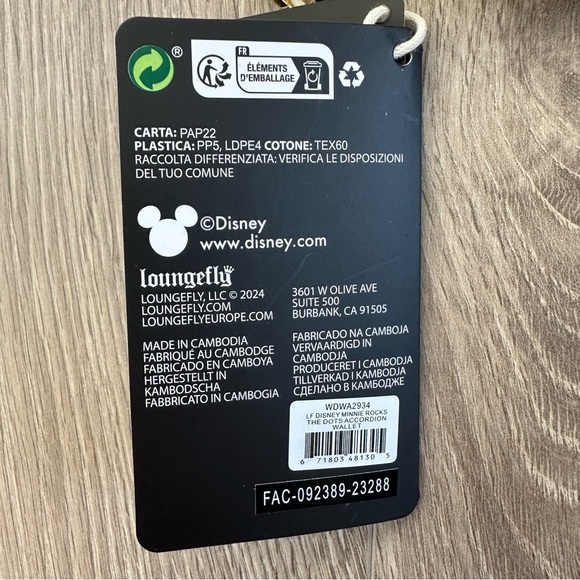 ®
FR
ÉLÉMENTS
D'EMBALLAGE
CARTA: PAP22
PLASTICA: PP5, LDPE4 COTONE: TEX60
RACCOLTA DIFFERENZIATA: VERIFICA LE DISPOSIZIONI
DEL TUO COMUNE
©Disney
www.disney.com
loungefly
LOUNGEFLY, LLC © 2024
LOUNGEFLY.COM
LOUNGEFLYEUROPE.COM
3601 W OLIVE AVE
SUITE 500
BURBANK, CA 91505
MADE IN CAMBODIA
FABRIQUÉ AU CAMBODGE
FABRICADO EN CAMBOYA
HERGESTELLT IN
KAMBODSCHA
FABBRICATO IN CAMBOGIA
FABRICADO NA CAMBOJA
VERVAARDIGD IN
CAMBODJA
PRODUCERET I CAMBODJA
TILLVERKAD I KAMBODJA
СДЕЛАНО В КАМБОДЖЕ
WDWA2934
LF DISNEY MINNIE ROCKS
THE DOTS ACCORDION
WALLET
6 71803 48130 5
FAC-092389-23288